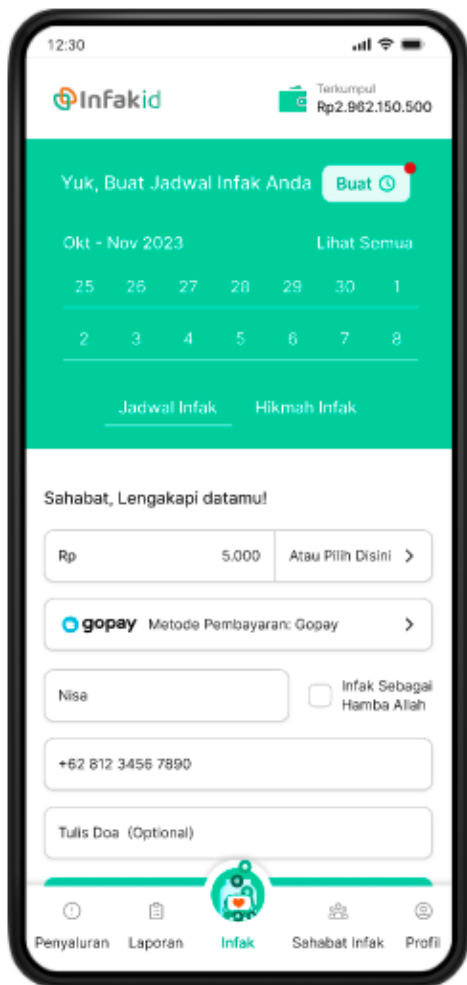 12:30
Infakid
Terkumpul
Rp2.962.150.500
Yuk, Buat Jadwal Infak Anda
Buat
Okt - Nov 2023
Lihat Semua
25 26 27 28 29 30 1
2 3 4 5 6 7 8
Jadwal Infak
Hikmah Infak
Sahabat, Lengakapi datamu!
Rp 5.000
Atau Pilih Disini
gopay Metode Pembayaran: Gopay
Nisa
Infak Sebagai
Hamba Allah
+62 812 3456 7890
Tulis Doa (Optional)
Penyaluran
Laporan
Infak
Sahabat Infak
Profil